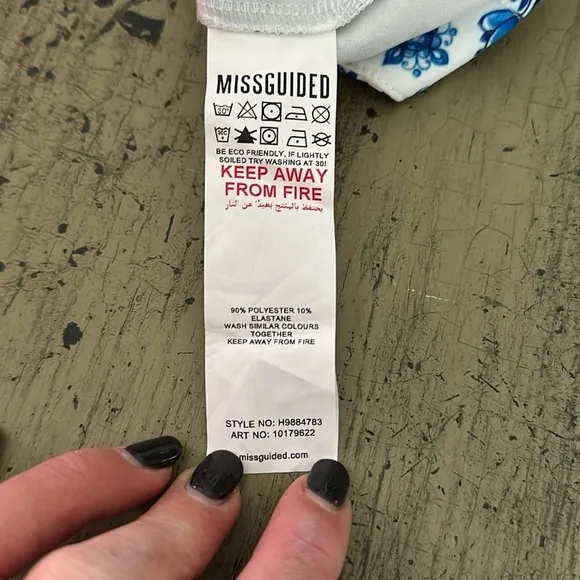 MISSGUIDED
BE ECO FRIENDLY, IF LIGHTLY
SOILED TRY WASHING AT 30!
KEEP AWAY
FROM FIRE
يحتفظ بالمنتج بعيدًا عن النار
90% POLYESTER 10%
ELASTANE
WASH SIMILAR COLOURS
TOGETHER
KEEP AWAY FROM FIRE
STYLE NO: H9884783
ART NO: 10179622
missguided.com